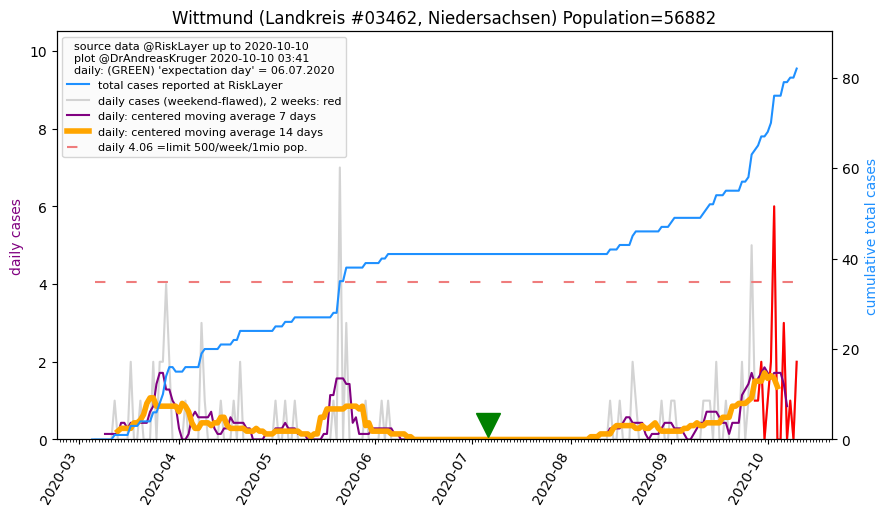 Wittmund (Landkreis #03462, Niedersachsen) Population=56882
source data @RiskLayer up to 2020-10-10
plot @DrAndreasKruger 2020-10-10 03:41
daily: (GREEN) 'expectation day' = 06.07.2020
total cases reported at RiskLayer
daily cases (weekend-flawed), 2 weeks: red
daily: centered moving average 7 days
daily: centered moving average 14 days
daily 4.06 =limit 500/week/1mio pop.
daily cases
10
8
6
4
2
0
cumulative total cases
80
60
40
20
0
2020-03
2020-04
2020-05
2020-06
2020-07
2020-08
2020-09
2020-10